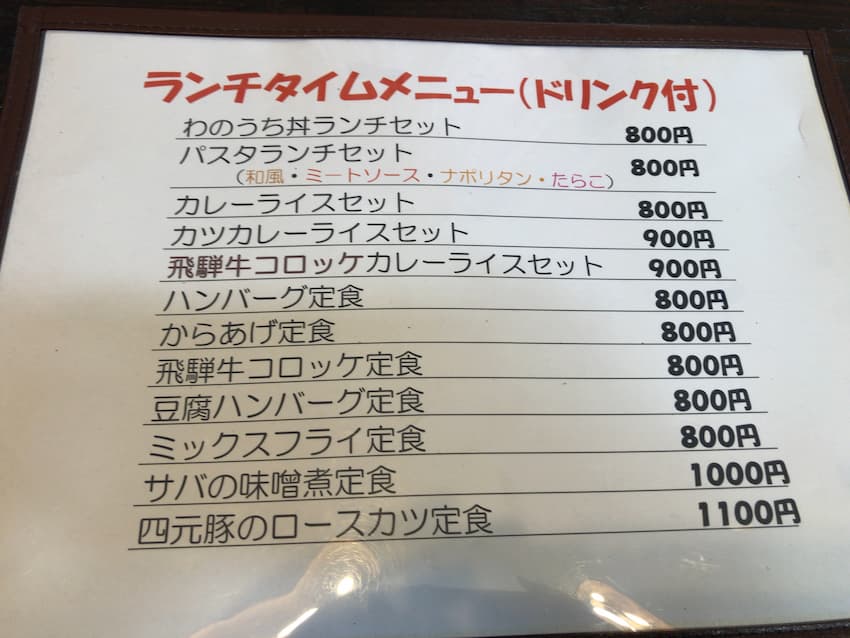 ランチタイムメニュー(ドリンク付)
わのうち丼ランチセット 800円
パスタランチセット 800円
(和風・ミートソース・ナポリタン・たらこ)
カレーライスセット 800円
カツカレーライスセット 900円
飛騨牛コロッケカレーライスセット 900円
ハンバーグ定食 800円
からあげ定食 800円
飛騨牛コロッケ定食 800円
豆腐ハンバーグ定食 800円
ミックスフライ定食 800円
サバの味噌煮定食 1000円
四元豚のロースカツ定食 1100円